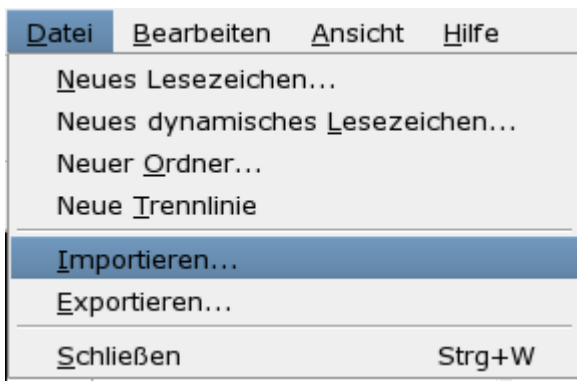 Datei Bearbeiten Ansicht Hilfe
Neues Lesezeichen...
Neues dynamisches Lesezeichen...
Neuer Ordner...
Neue Trennlinie
Importieren...
Exportieren...
Schließen Strg+W